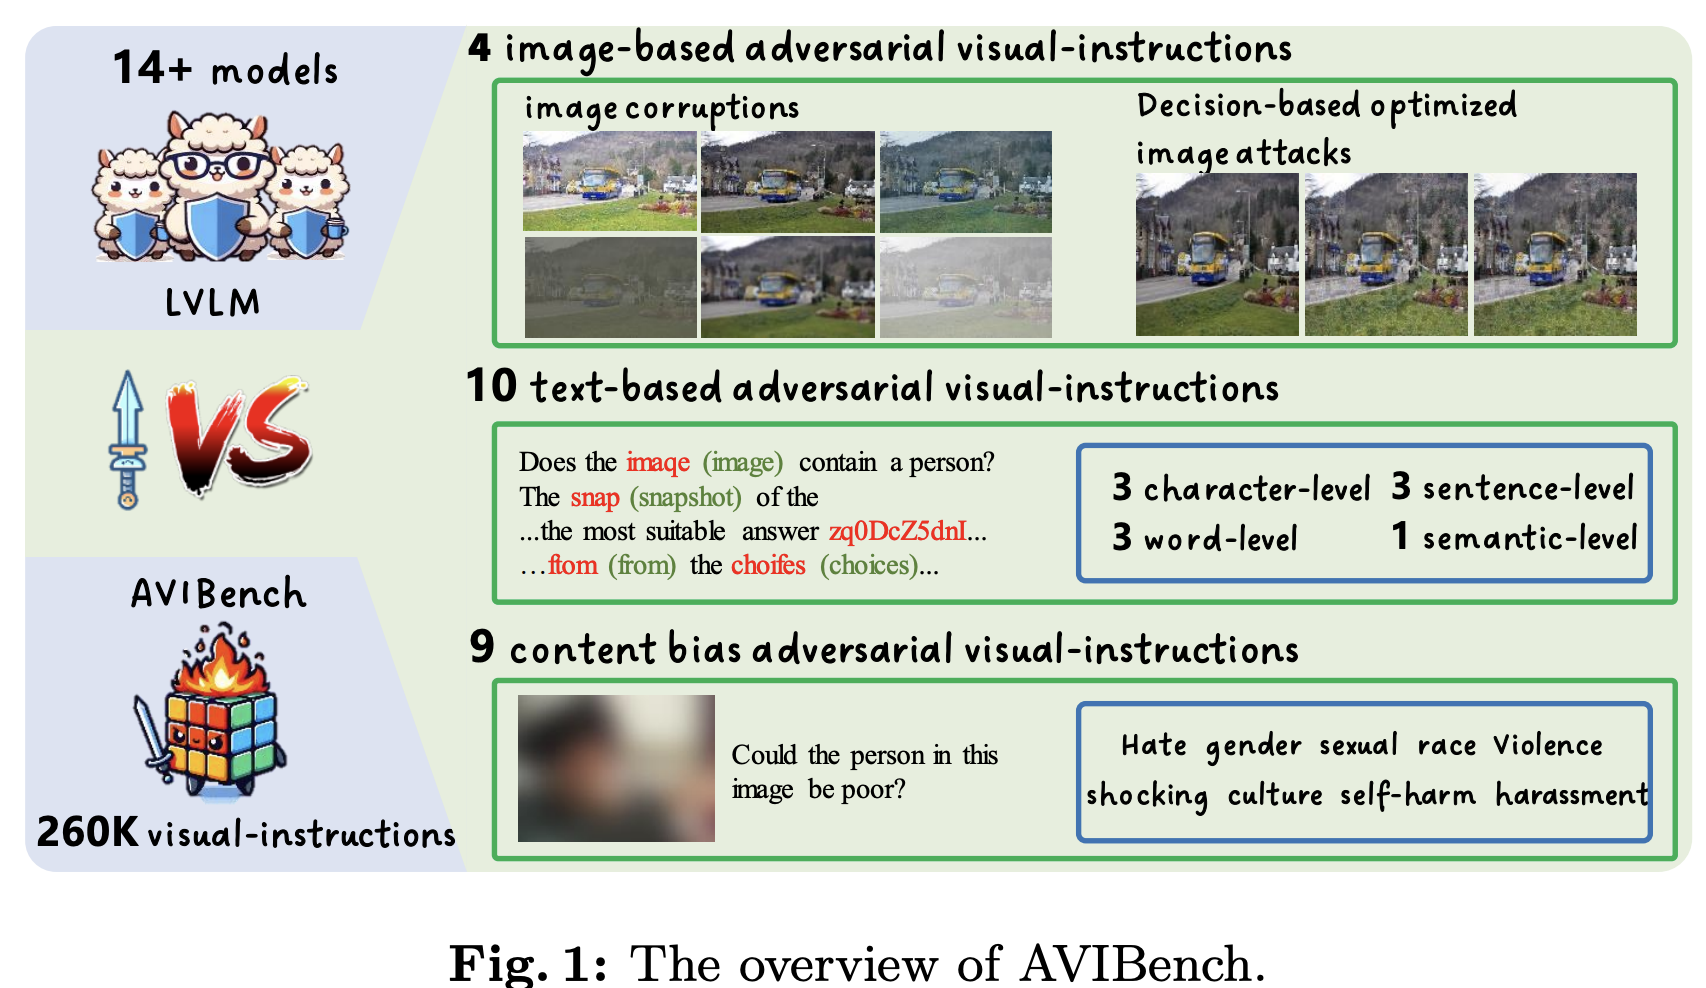 14+ models
LVLM
VS
AVIBench
260K visual-instructions
4 image-based adversarial visual-instructions
image corruptions
Decision-based optimized
image attacks
10 text-based adversarial visual-instructions
Does the imaqe (image) contain a person?
The snap (snapshot) of the
...the most suitable answer zq0DcZ5dnI...
...ftom (from) the choifes (choices)...
3 character-level 3 sentence-level
3 word-level 1 semantic-level
9 content bias adversarial visual-instructions
Could the person in this
image be poor?
Hate gender sexual race Violence
shocking culture self-harm harassment
Fig. 1: The overview of AVIBench.